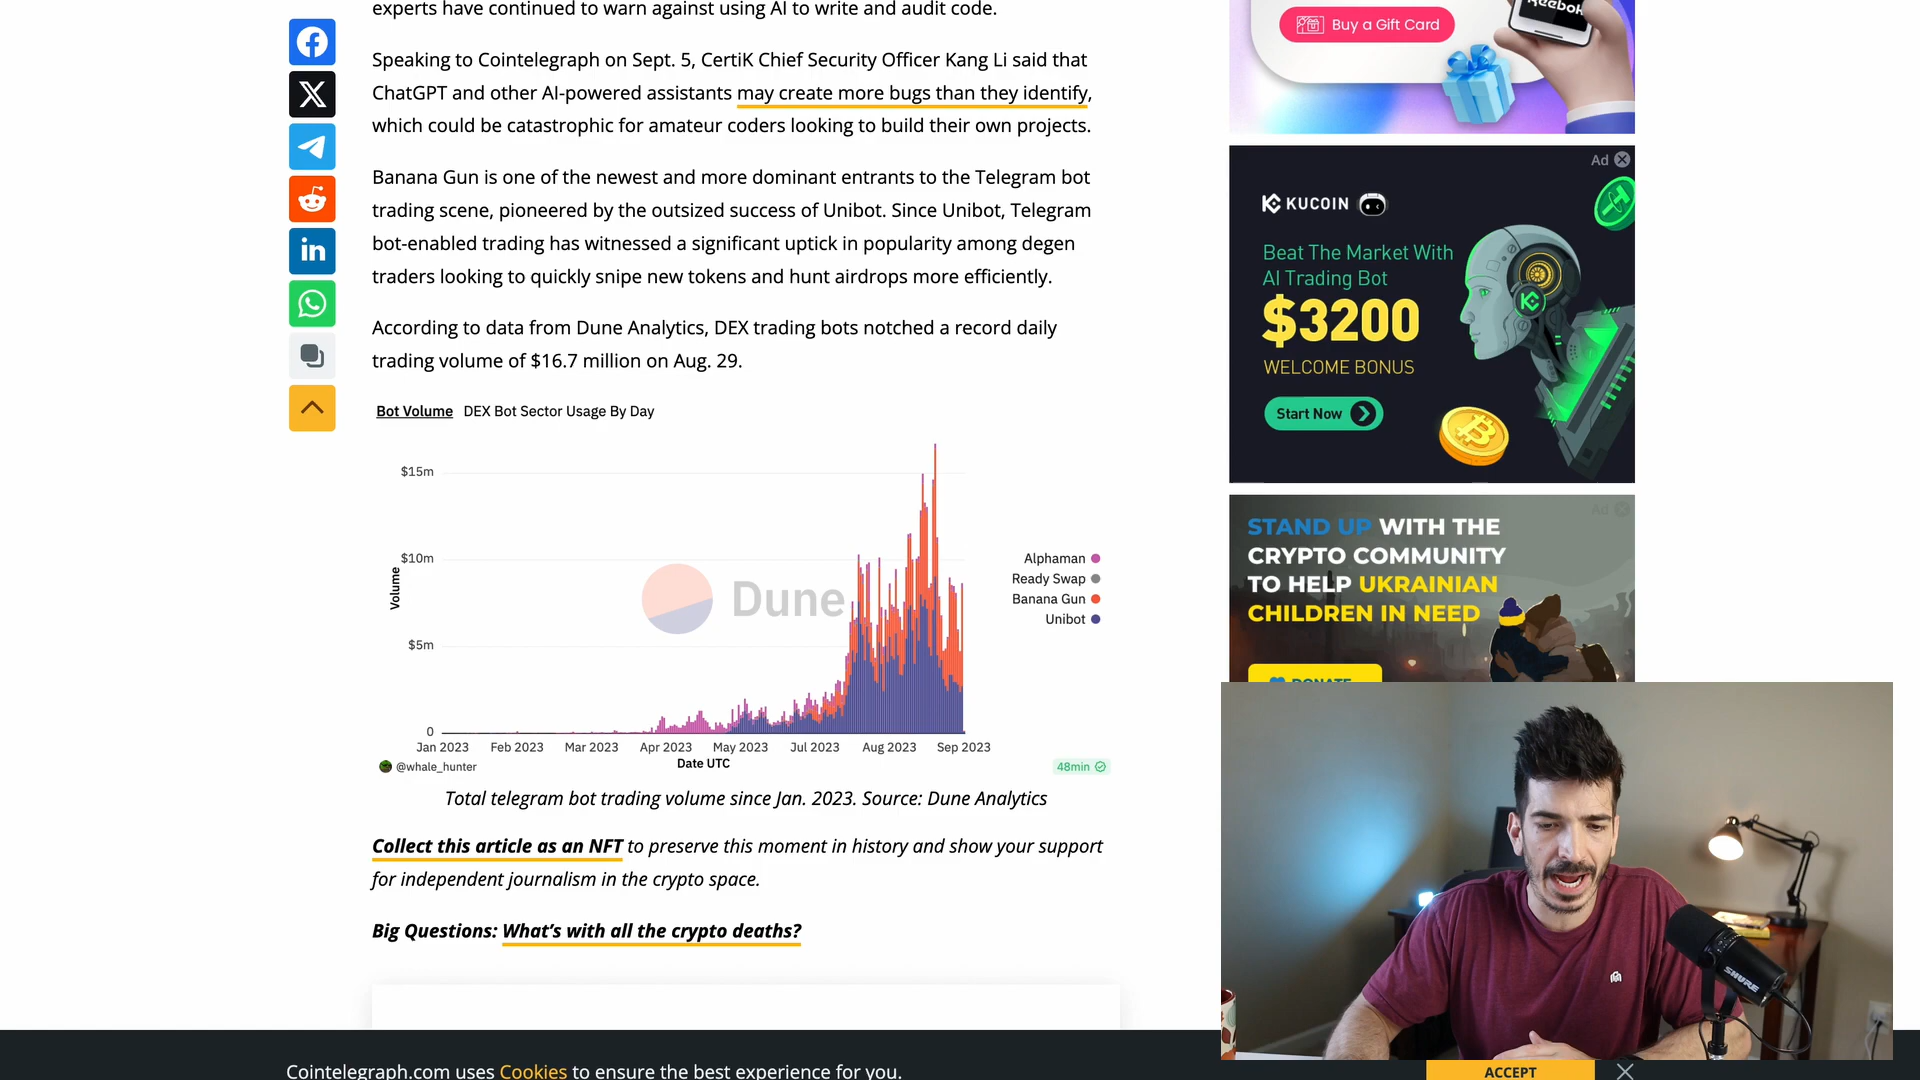 experts have continued to warn against using AI to write and audit code.
Speaking to Cointelegraph on Sept. 5, CertiK Chief Security Officer Kang Li said that
ChatGPT and other AI-powered assistants may create more bugs than they identify,
which could be catastrophic for amateur coders looking to build their own projects.
Banana Gun is one of the newest and more dominant entrants to the Telegram bot
trading scene, pioneered by the outsized success of Unibot. Since Unibot, Telegram
bot-enabled trading has witnessed a significant uptick in popularity among degen
traders looking to quickly snipe new tokens and hunt airdrops more efficiently.
According to data from Dune Analytics, DEX trading bots notched a record daily
trading volume of $16.7 million on Aug. 29.
Bot Volume DEX Bot Sector Usage By Day
$15m
$10m
$5m
0
Volume
Dune
Alphaman
Ready Swap
Banana Gun
Unibot
Jan 2023 Feb 2023 Mar 2023 Apr 2023 May 2023 Jul 2023 Aug 2023 Sep 2023
Date UTC
@whale_hunter
48min
Total telegram bot trading volume since Jan. 2023. Source: Dune Analytics
Collect this article as an NFT to preserve this moment in history and show your support
for independent journalism in the crypto space.
Big Questions: What's with all the crypto deaths?
Reebok
Buy a Gift Card
Ad
KUCOIN
Beat The Market With
AI Trading Bot
$3200
WELCOME BONUS
Start Now
Ad
STAND UP WITH THE
CRYPTO COMMUNITY
TO HELP UKRAINIAN
CHILDREN IN NEED
DONATE
SHURE
Cointelegraph.com uses Cookies to ensure the best experience for you.
ACCEPT